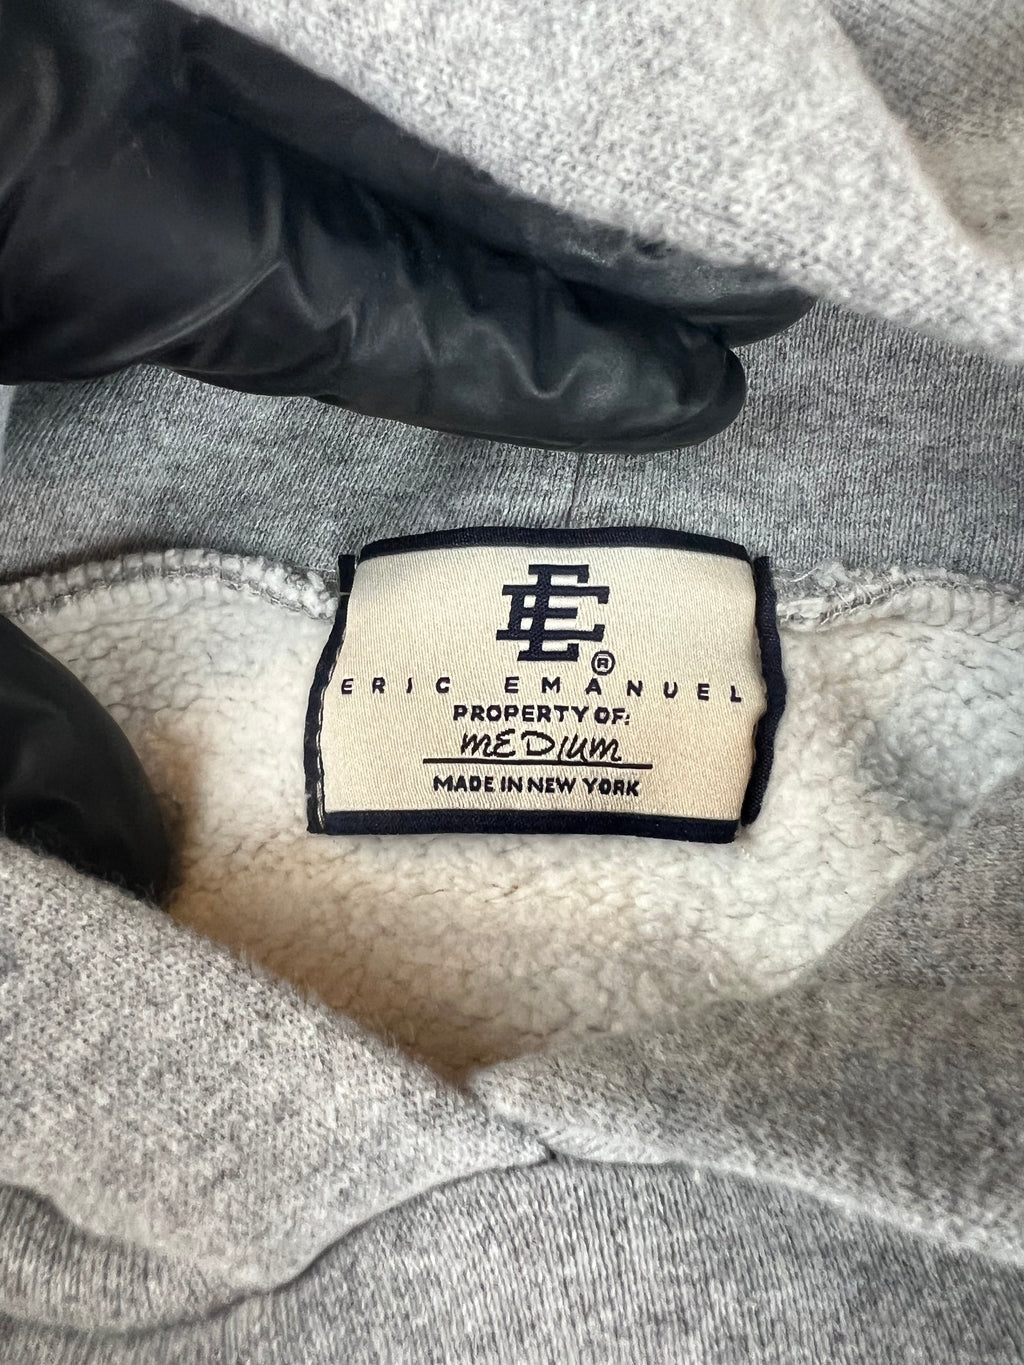 EE
®
ERIC EMANUEL
PROPERTY OF:
MEDIUM
MADE IN NEW YORK